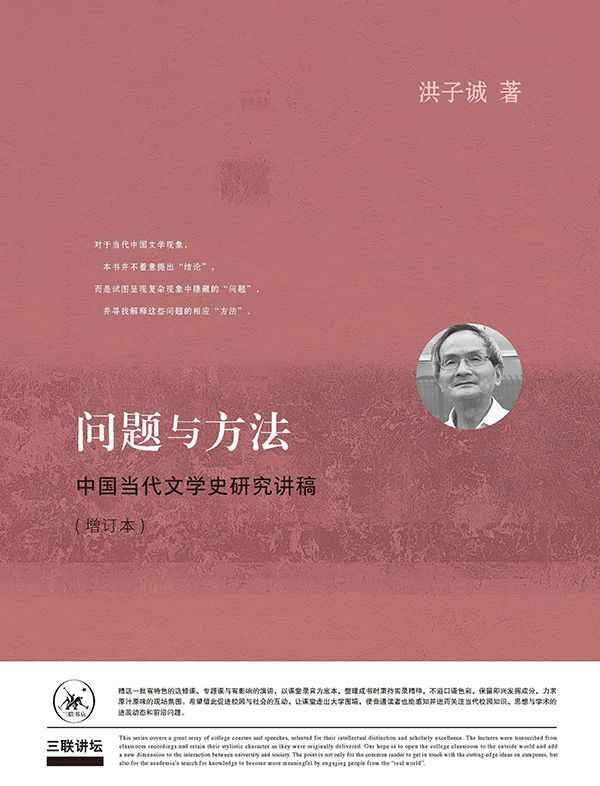 洪子诚 著
对于当代中国文学现象，
本书并不着意提出“结论”，
而是试图呈现复杂现象中隐藏的“问题”，
并寻找解释这些问题的相应“方法”。
问题与方法
中国当代文学史研究讲稿
(增订本)
精选一批有特色的选修课、专题课与有影响的演讲，以课堂录音为底本，整理成书时秉持实录精神，不避口语色彩，保留即兴发挥成分，力求
原汁原味的现场氛围。希望借此促进校园与社会的互动，让课堂走出大学围墙，使普通读者也能感知并进而关注当代校园知识、思想与学术的
进展动态和前沿问题。
三联书店
三联讲坛
This series covers a great array of college courses and speeches, selected for their intellectual distinction and scholarly excellence. The lectures were transcribed from
classroom recordings and retain their stylistic character as they were originally delivered. Our hope is to open the college classroom to the outside world and add
a new dimension to the interaction between university and society. The point is not only for the common reader to get in touch with the cutting-edge ideas on campuses, but
also for the academia's search for knowledge to become more meaningful by engaging people from the “real world”.